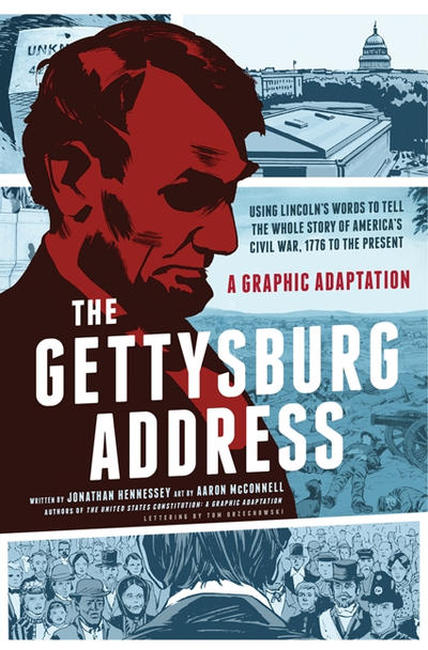 UNKN
USING LINCOLN'S WORDS TO TELL
THE WHOLE STORY OF AMERICA'S
CIVIL WAR, 1776 TO THE PRESENT
A GRAPHIC ADAPTATION
THE
GETTYSBURG
ADDRESS
WRITTEN BY JONATHAN HENNESSEY ART BY AARON McCONNELL
AUTHORS OF THE UNITED STATES CONSTITUTION: A GRAPHIC ADAPTATION
LETTERING BY TOM ORZECHOWSKI